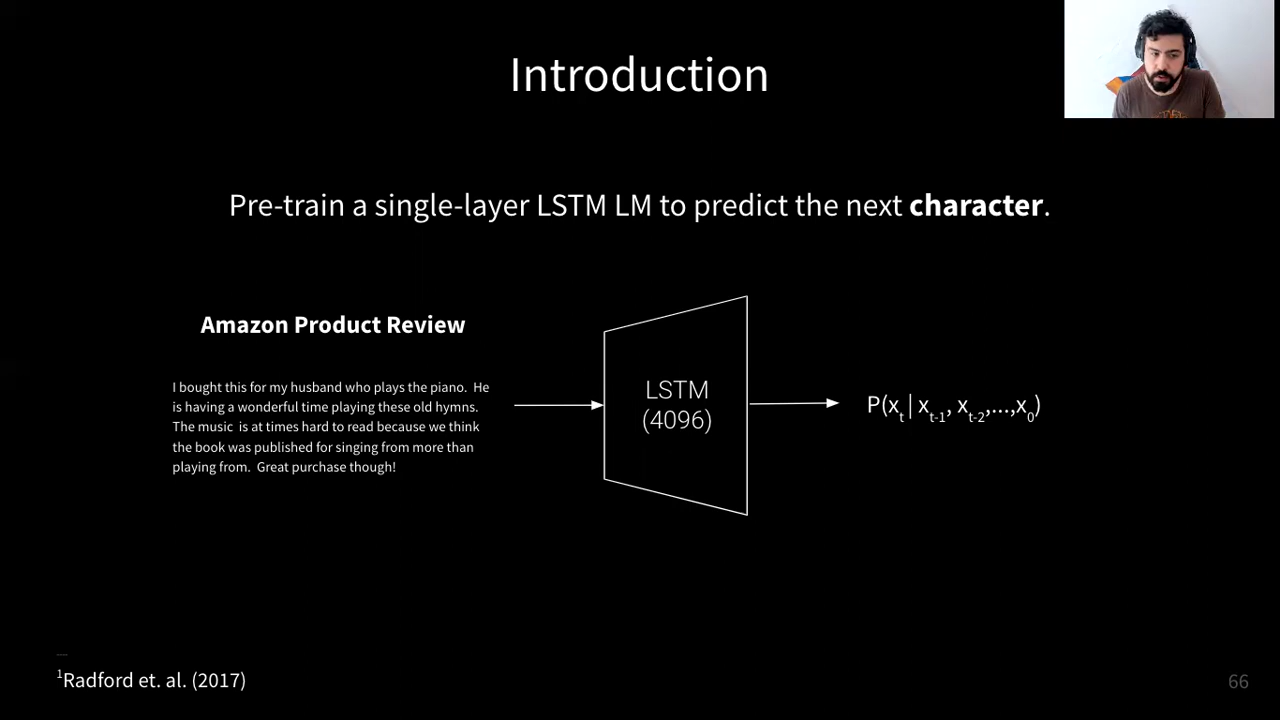 Introduction
Pre-train a single-layer LSTM LM to predict the next character.
Amazon Product Review
I bought this for my husband who plays the piano.  He
is having a wonderful time playing these old hymns.
The music  is at times hard to read because we think
the book was published for singing from more than
playing from.  Great purchase though!
LSTM
(4096)
P(xt | xt-1, xt-2,...,x0)
1Radford et. al. (2017)
66